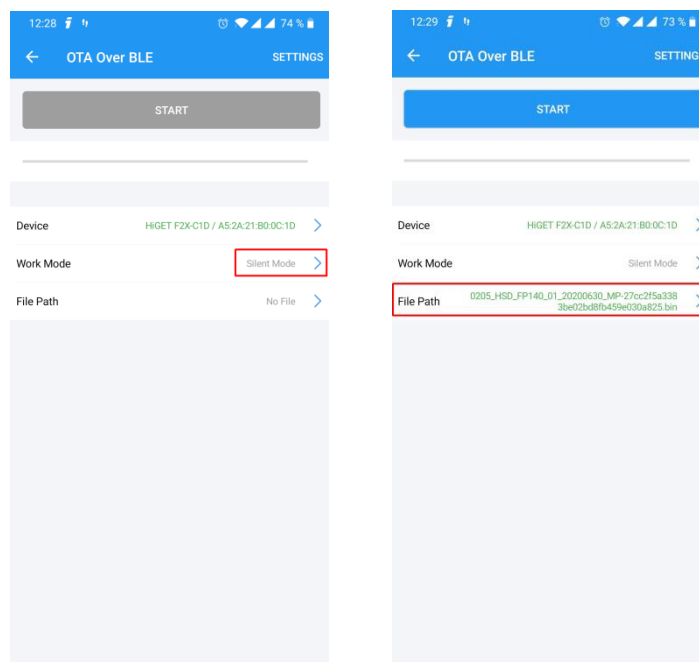 12:28 74 %
OTA Over BLE SETTINGS
START
Device HiGET F2X-C1D / A5:2A:21:B0:0C:1D
Work Mode Silent Mode
File Path No File
12:29 73 %
OTA Over BLE SETTING
START
Device HiGET F2X-C1D / A5:2A:21:B0:0C:1D
Work Mode Silent Mode
File Path 0205_HSD_FP140_01_20200630_MP-27cc2f5a338
3be02bd8fb459e030a825.bin